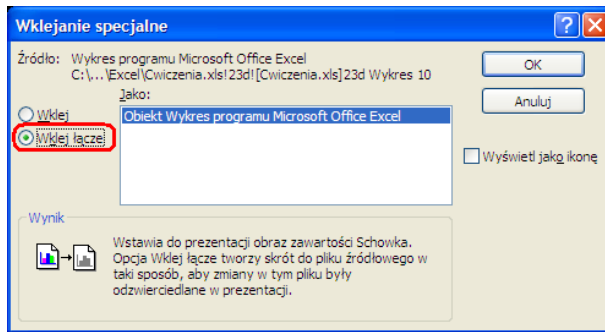 Wklejanie specjalne
Źródło: Wykres programu Microsoft Office Excel
C:\...\Excel\Cwiczenia.xls!23d![Cwiczenia.xls]23d Wykres 10
OK
Anuluj
Jako:
Wklej
Wklej łącze
Obiekt Wykres programu Microsoft Office Excel
Wyświetl jako ikonę
Wynik
Wstawia do prezentacji obraz zawartości Schowka.
Opcja Wklej łącze tworzy skrót do pliku źródłowego w
taki sposób, aby zmiany w tym pliku były
odzwierciedlane w prezentacji.